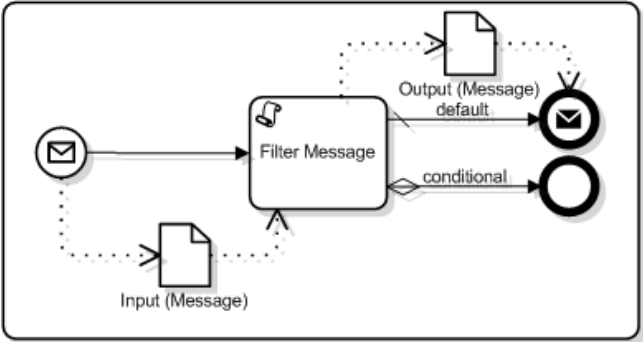 Output (Message)
default
Filter Message
conditional
Input (Message)